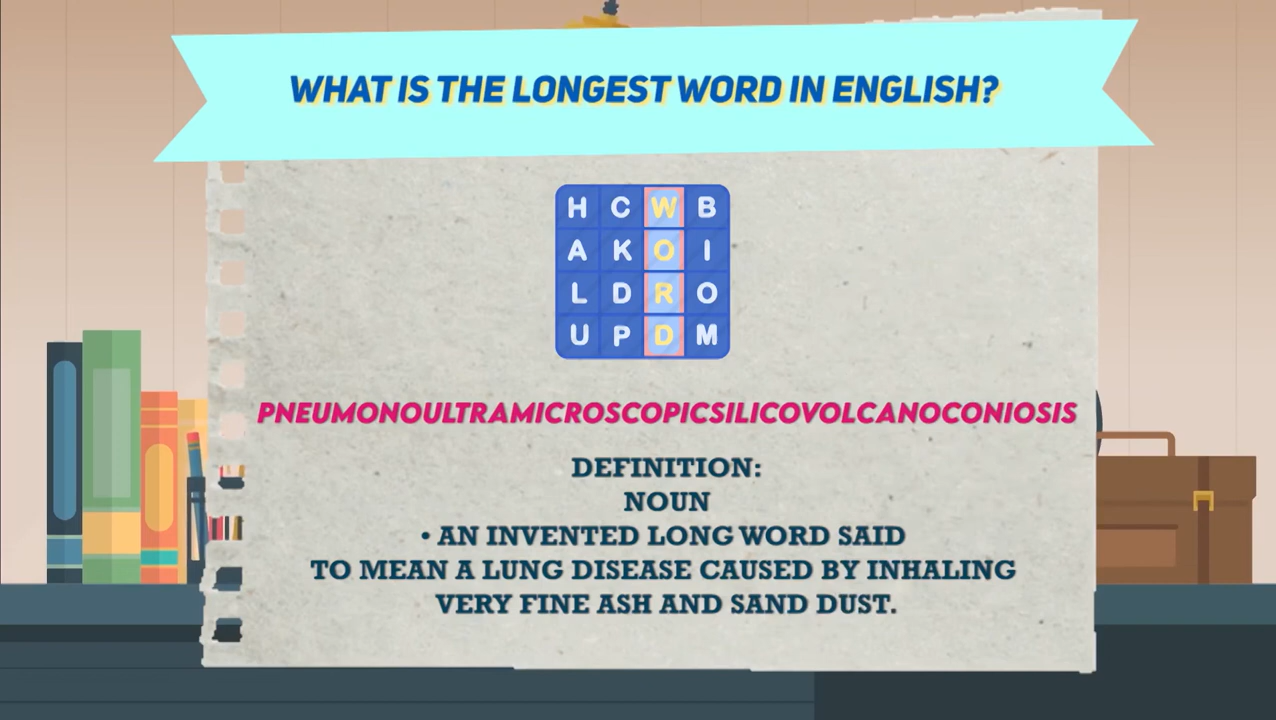 WHAT IS THE LONGEST WORD IN ENGLISH?
H C W B
A K O I
L D R O
U P D M
PNEUMONOULTRAMICROSCOPICSILICOVOLCANOCONIOSIS
DEFINITION:
NOUN
• AN INVENTED LONG WORD SAID
TO MEAN A LUNG DISEASE CAUSED BY INHALING
VERY FINE ASH AND SAND DUST.